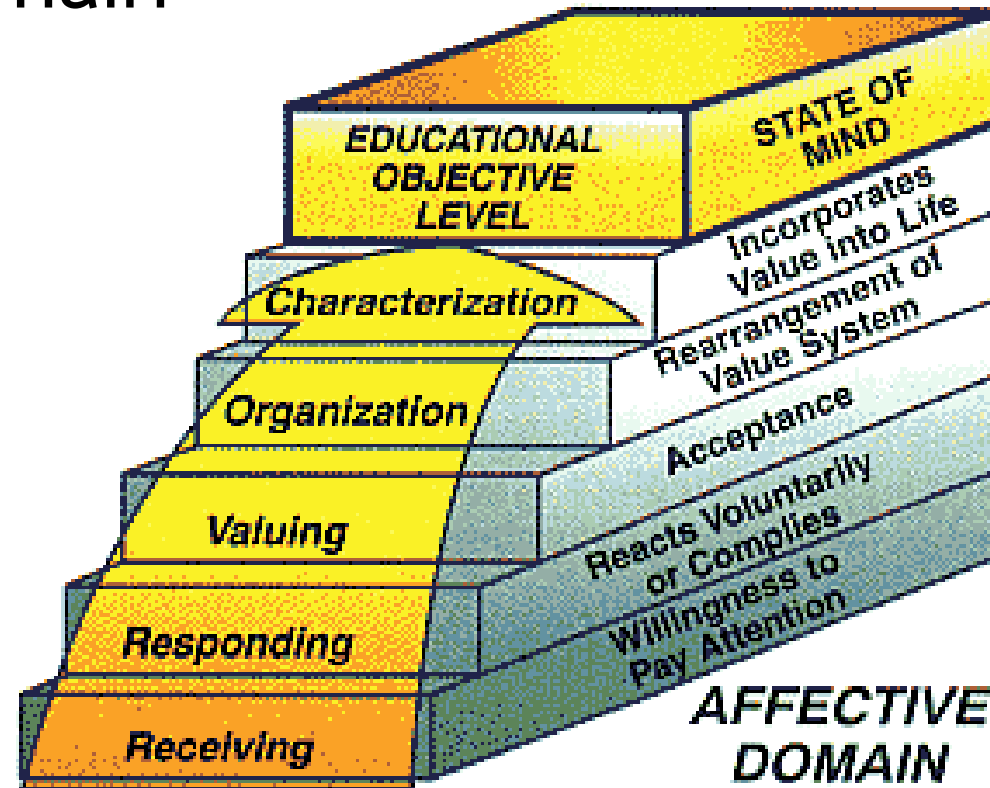 EDUCATIONAL
OBJECTIVE
LEVEL
STATE OF
MIND
Characterization
Incorporates
Value into Life
Organization
Rearrangement of
Value System
Valuing
Acceptance
Responding
Reacts Voluntarily
or Complies
Receiving
Willingness to
Pay Attention
AFFECTIVE
DOMAIN